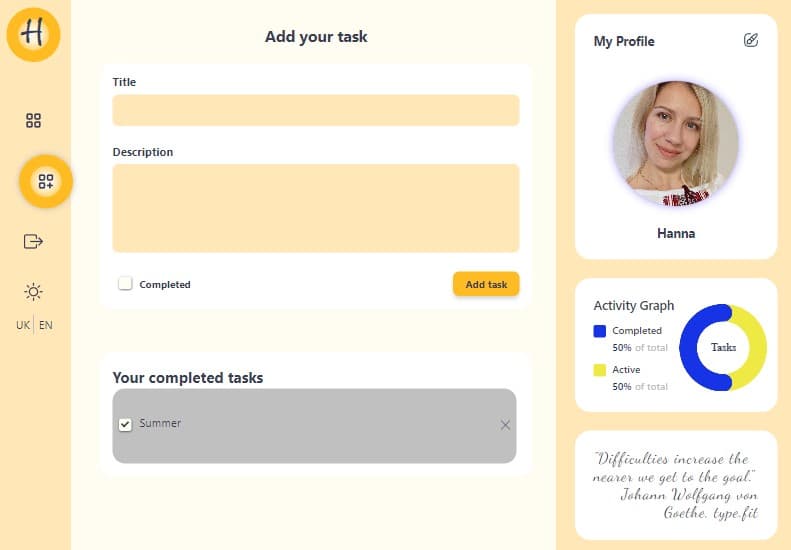 H
UK | EN
Add your task
Title
Description
Completed
Add task
Your completed tasks
Summer
My Profile
Hanna
Activity Graph
Completed
50% of total
Active
50% of total
Tasks
"Difficulties increase the
nearer we get to the goal."
Johann Wolfgang von
Goethe, type.fit